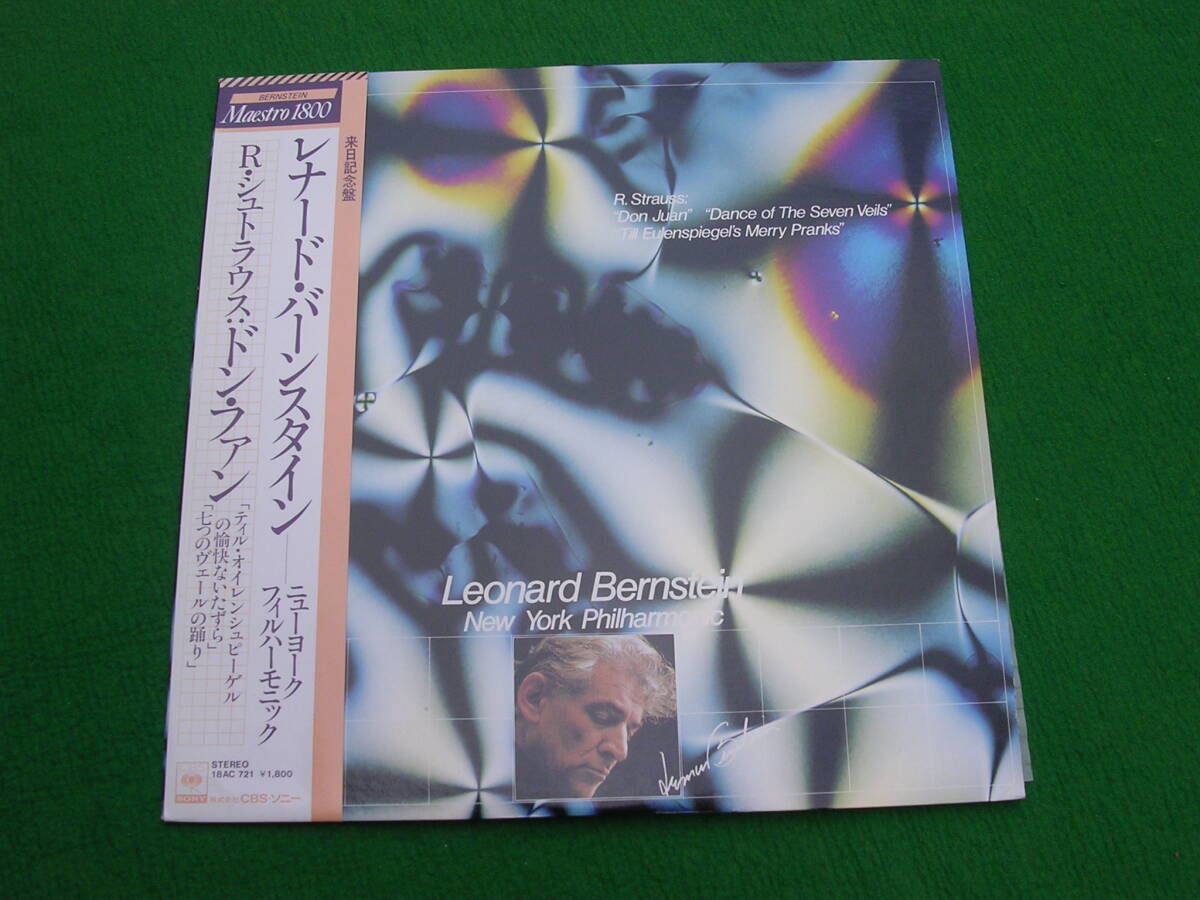 BERNSTEIN
Maestro 1800
来日記念盤
レナード・バーンスタイン──ニューヨーク
フィルハーモニック
R・シュトラウス:ドン・ファン
「ティル・オイレンシュピーゲル
の愉快ないたずら」
「七つのヴェールの踊り」
STEREO
18AC 721 ¥1,800
SONY
株式会社 CBS・ソニー
R. Strauss:
"Don Juan" "Dance of The Seven Veils"
"Till Eulenspiegel's Merry Pranks"
Leonard Bernstein
New York Philharmonic